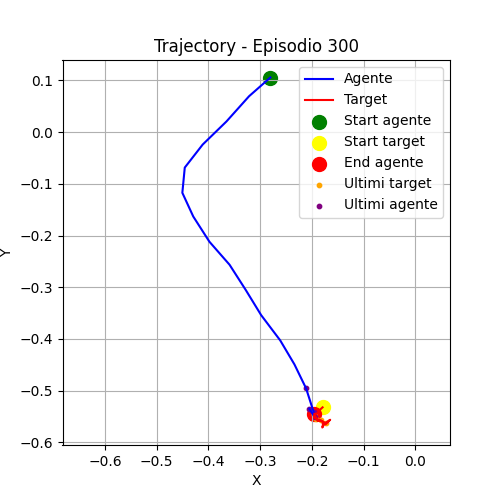 Trajectory - Episodio 300
0.1
0.0
−0.1
−0.2
−0.3
−0.4
−0.5
−0.6
Y
Agente
Target
Start agente
Start target
End agente
Ultimi target
Ultimi agente
−0.6 −0.5 −0.4 −0.3 −0.2 −0.1 0.0
X